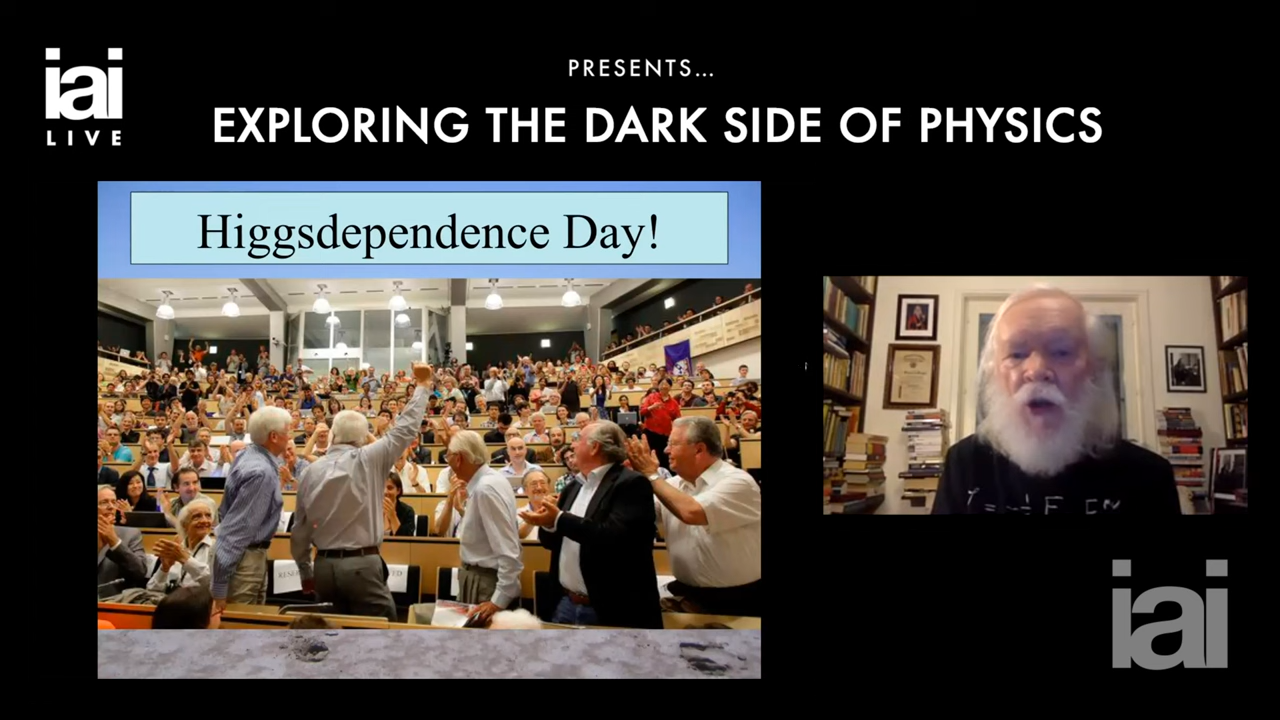 iai
LIVE
PRESENTS...
EXPLORING THE DARK SIDE OF PHYSICS
Higgsdependence Day!
iai